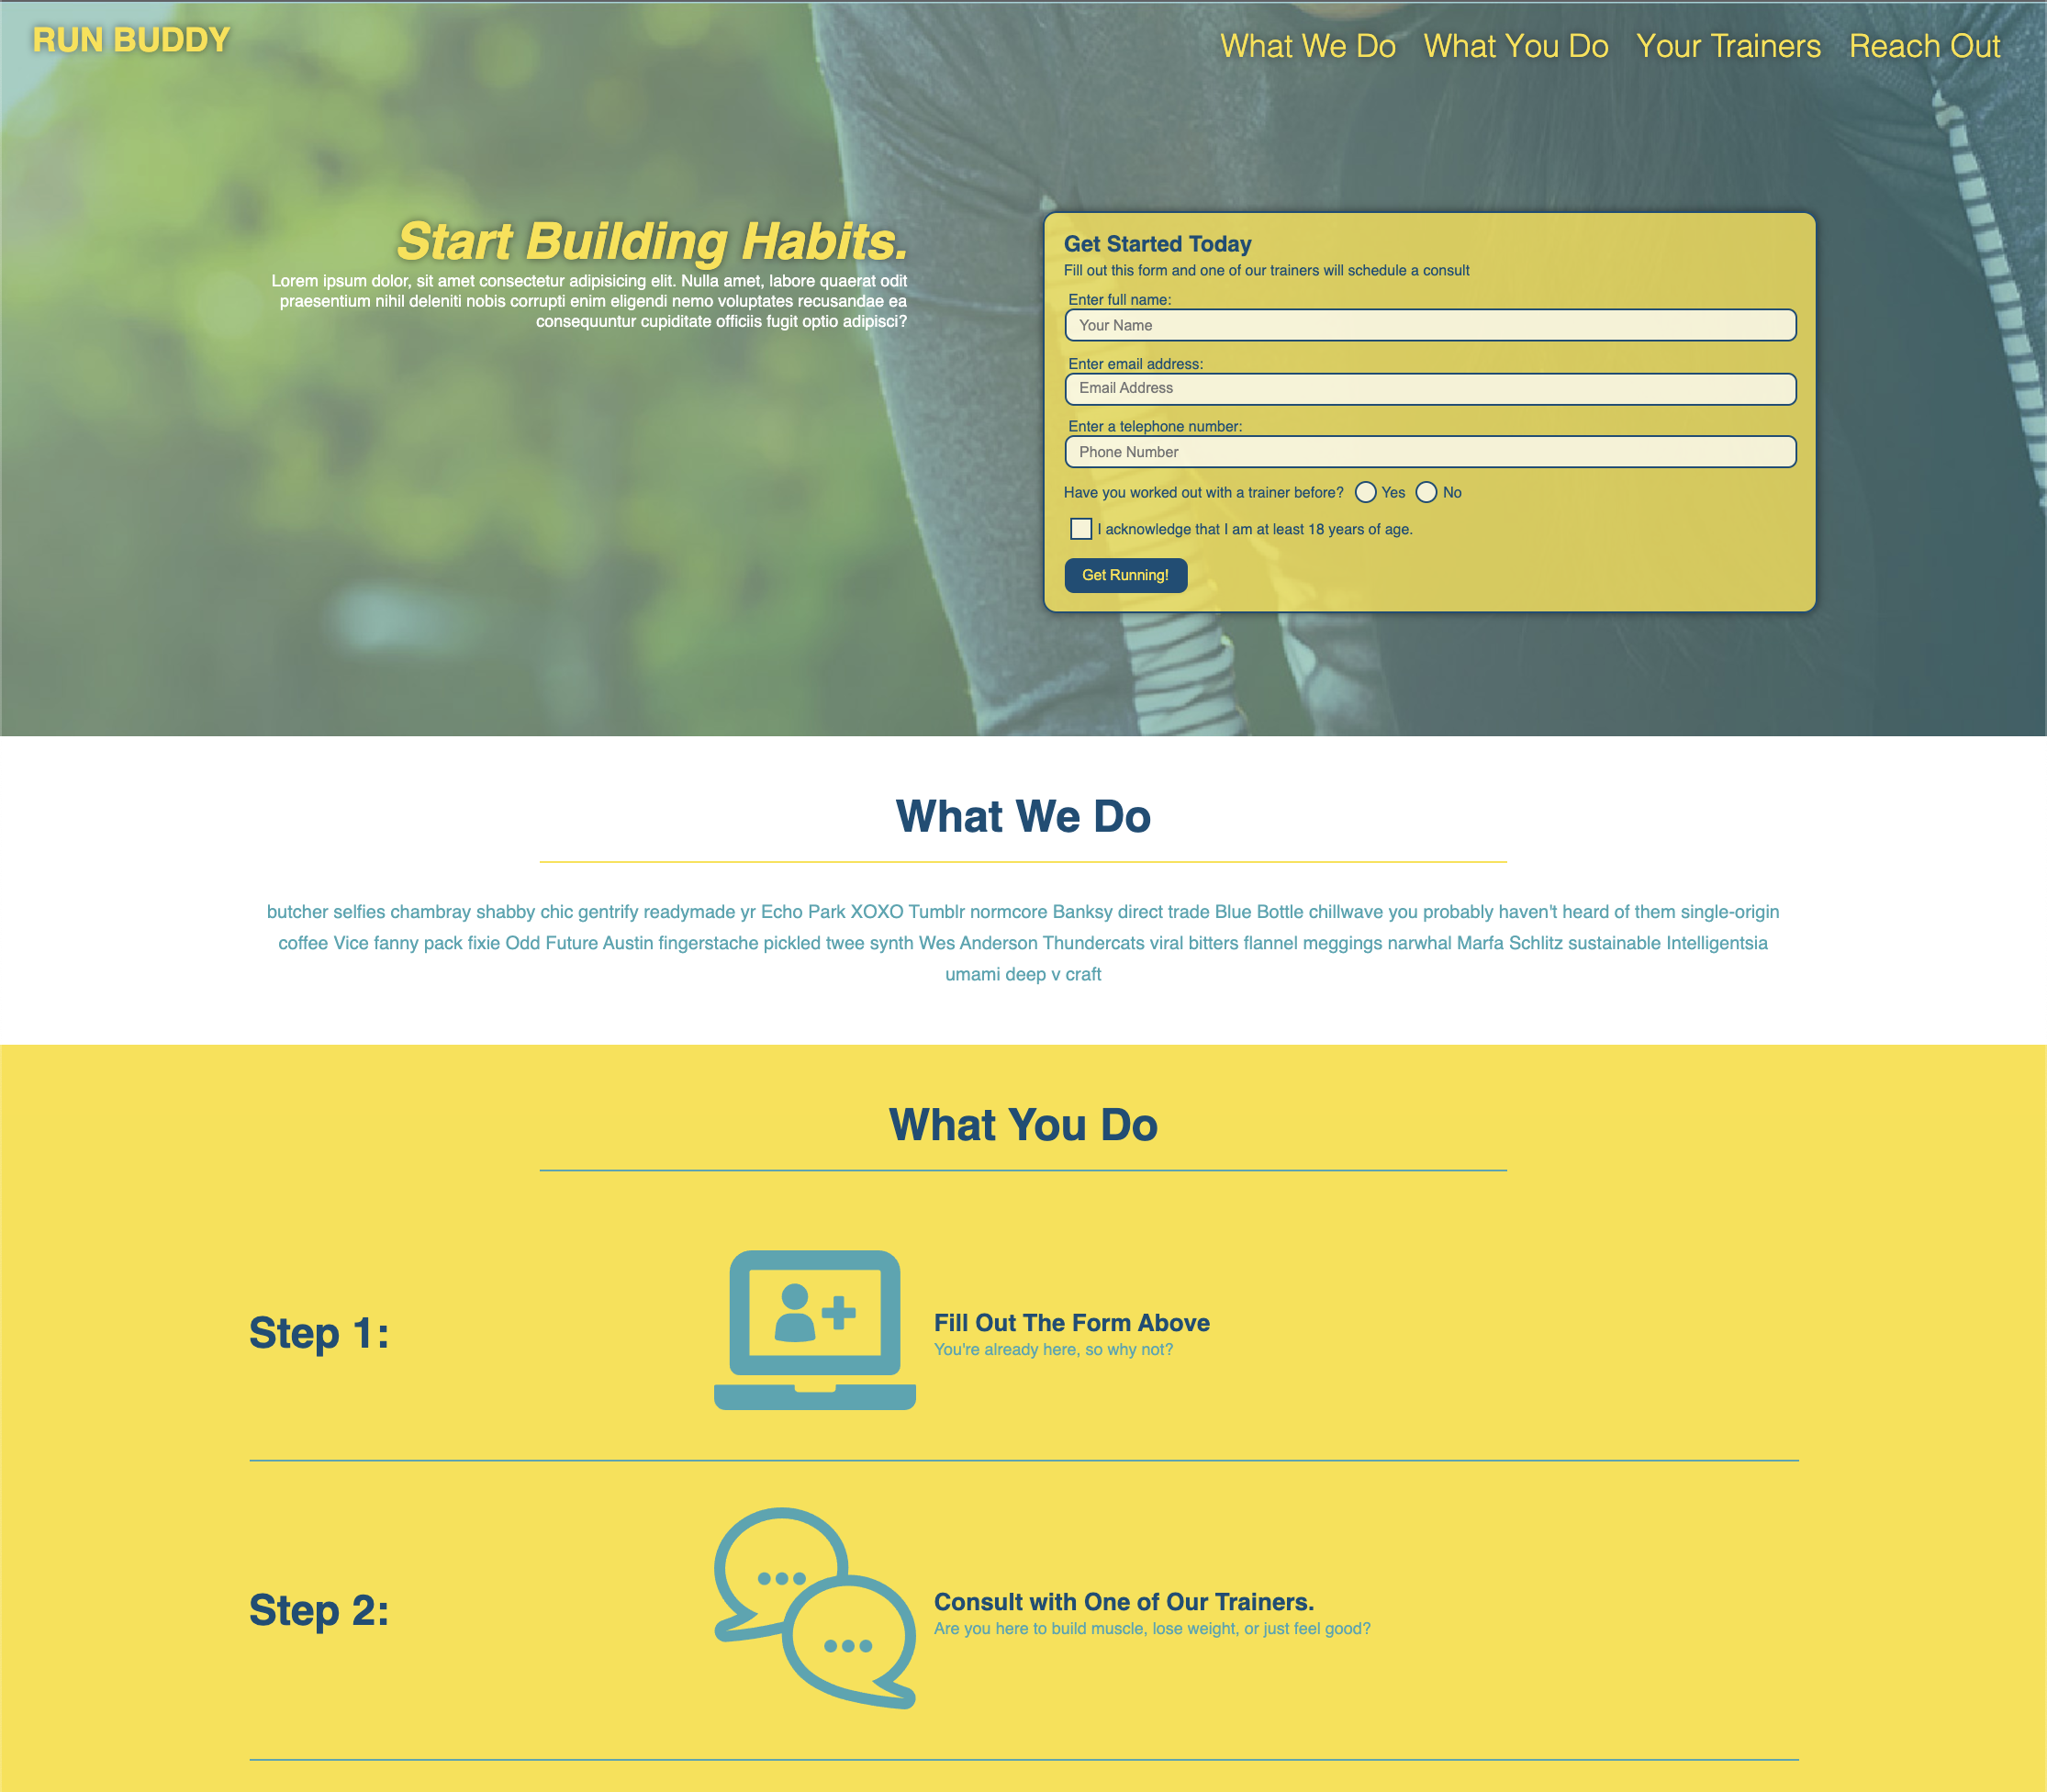 RUN BUDDY
What We Do
What You Do
Your Trainers
Reach Out
Start Building Habits.
Lorem ipsum dolor, sit amet consectetur adipisicing elit. Nulla amet, labore quaerat odit
praesentium nihil deleniti nobis corrupti enim eligendi nemo voluptates recusandae ea
consequuntur cupiditate officiis fugit optio adipisci?
Get Started Today
Fill out this form and one of our trainers will schedule a consult
Enter full name:
Your Name
Enter email address:
Email Address
Enter a telephone number:
Phone Number
Have you worked out with a trainer before? Yes No
I acknowledge that I am at least 18 years of age.
Get Running!
What We Do
butcher selfies chambray shabby chic gentrify readymade yr Echo Park XOXO Tumblr normcore Banksy direct trade Blue Bottle chillwave you probably haven't heard of them single-origin
coffee Vice fanny pack fixie Odd Future Austin fingerstache pickled twee synth Wes Anderson Thundercats viral bitters flannel meggings narwhal Marfa Schlitz sustainable Intelligentsia
umami deep v craft
What You Do
Step 1:
Fill Out The Form Above
You're already here, so why not?
Step 2:
Consult with One of Our Trainers.
Are you here to build muscle, lose weight, or just feel good?